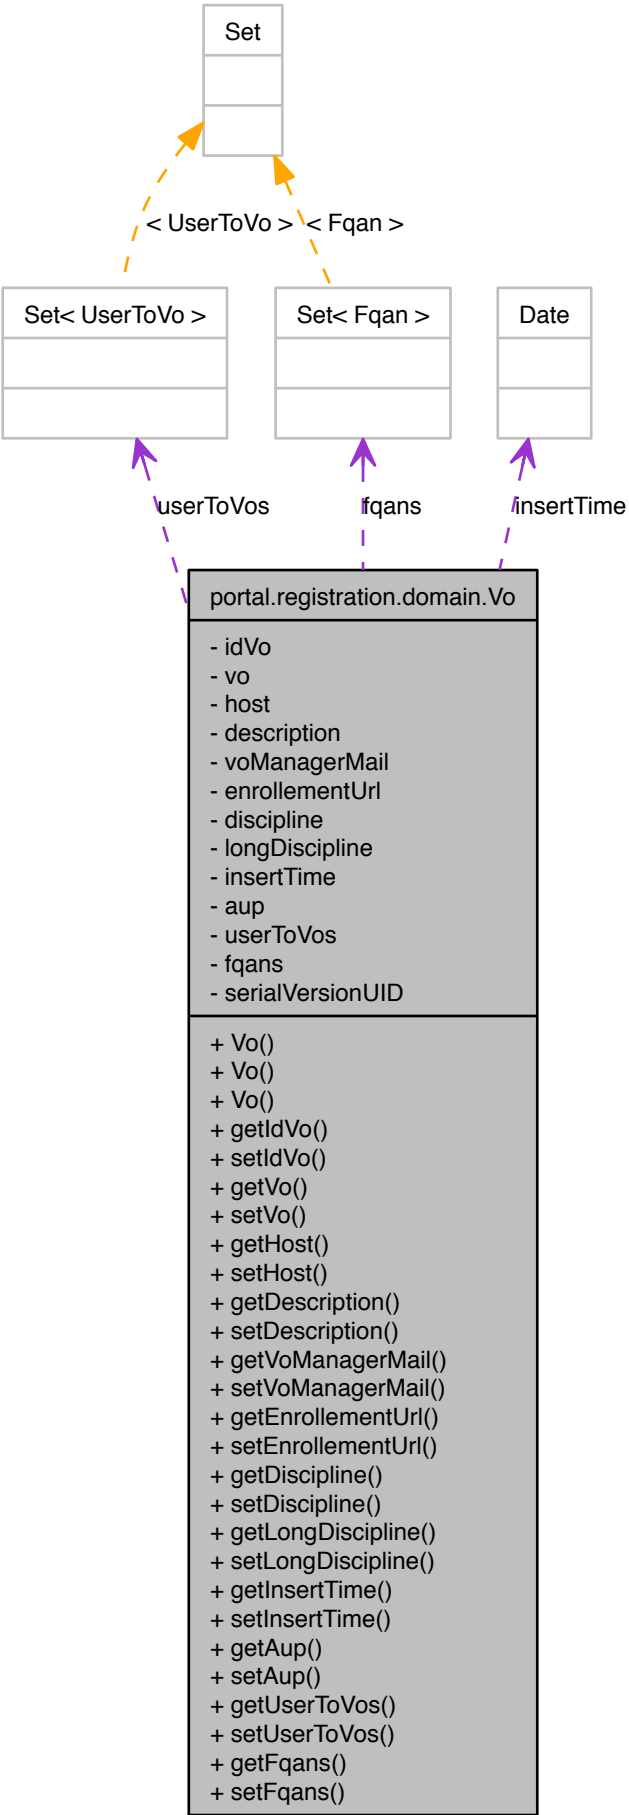 Set
< UserToVo >
< Fqan >
Set< UserToVo >
Set< Fqan >
Date
userToVos
fqans
insertTime
portal.registration.domain.Vo
- idVo
- vo
- host
- description
- voManagerMail
- enrollementUrl
- discipline
- longDiscipline
- insertTime
- aup
- userToVos
- fqans
- serialVersionUID
+ Vo()
+ Vo()
+ Vo()
+ getIdVo()
+ setIdVo()
+ getVo()
+ setVo()
+ getHost()
+ setHost()
+ getDescription()
+ setDescription()
+ getVoManagerMail()
+ setVoManagerMail()
+ getEnrollementUrl()
+ setEnrollementUrl()
+ getDiscipline()
+ setDiscipline()
+ getLongDiscipline()
+ setLongDiscipline()
+ getInsertTime()
+ setInsertTime()
+ getAup()
+ setAup()
+ getUserToVos()
+ setUserToVos()
+ getFqans()
+ setFqans()